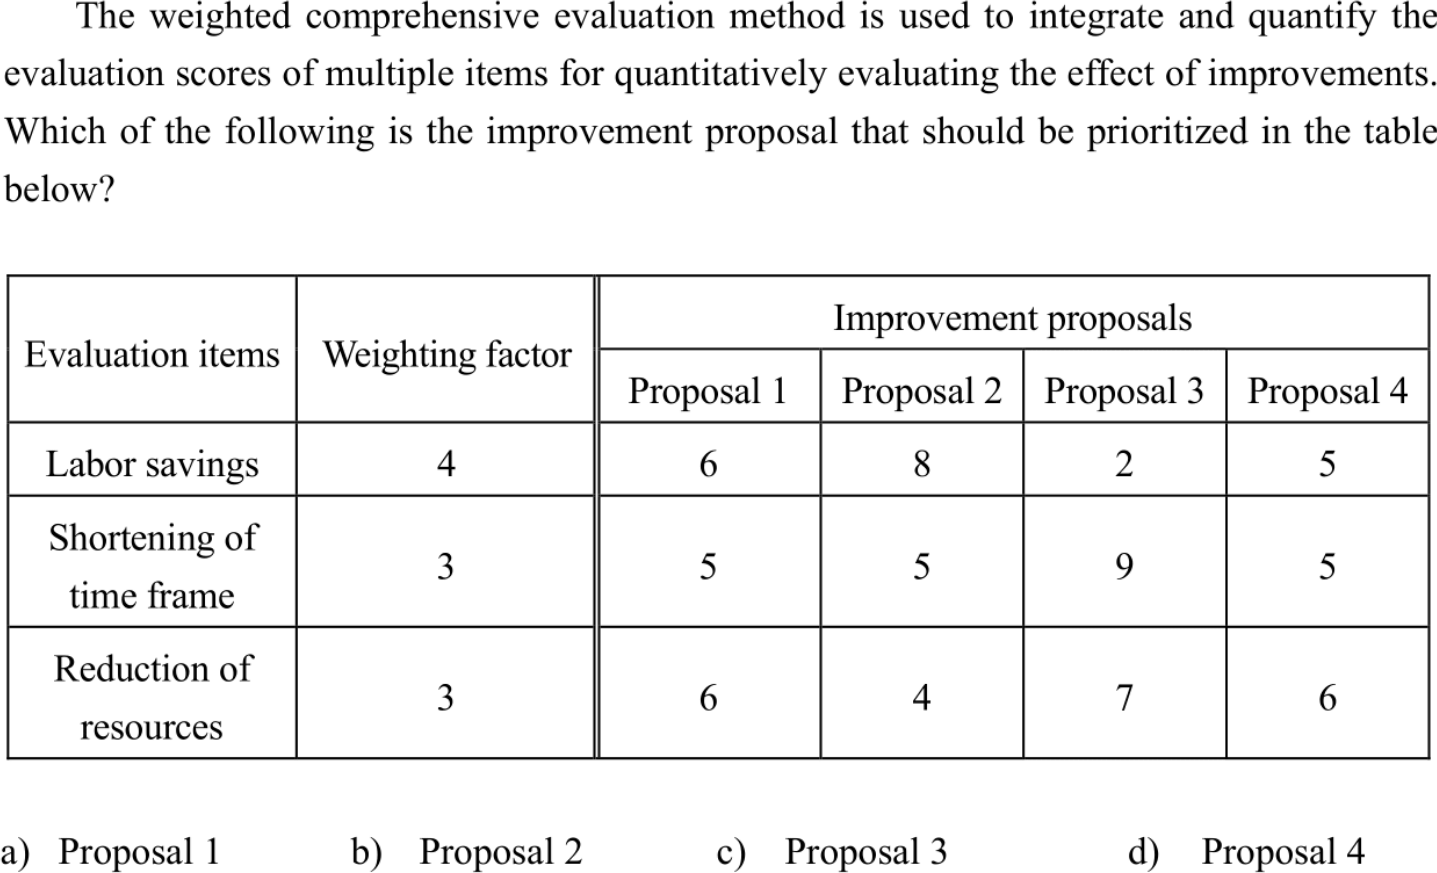 The weighted comprehensive evaluation method is used to integrate and quantify the
evaluation scores of multiple items for quantitatively evaluating the effect of improvements.
Which of the following is the improvement proposal that should be prioritized in the table
below?
Evaluation items Weighting factor Improvement proposals
Proposal 1 Proposal 2 Proposal 3 Proposal 4
Labor savings 4 6 8 2 5
Shortening of
time frame 3 5 5 9 5
Reduction of
resources 3 6 4 7 6
a) Proposal 1 b) Proposal 2 c) Proposal 3 d) Proposal 4